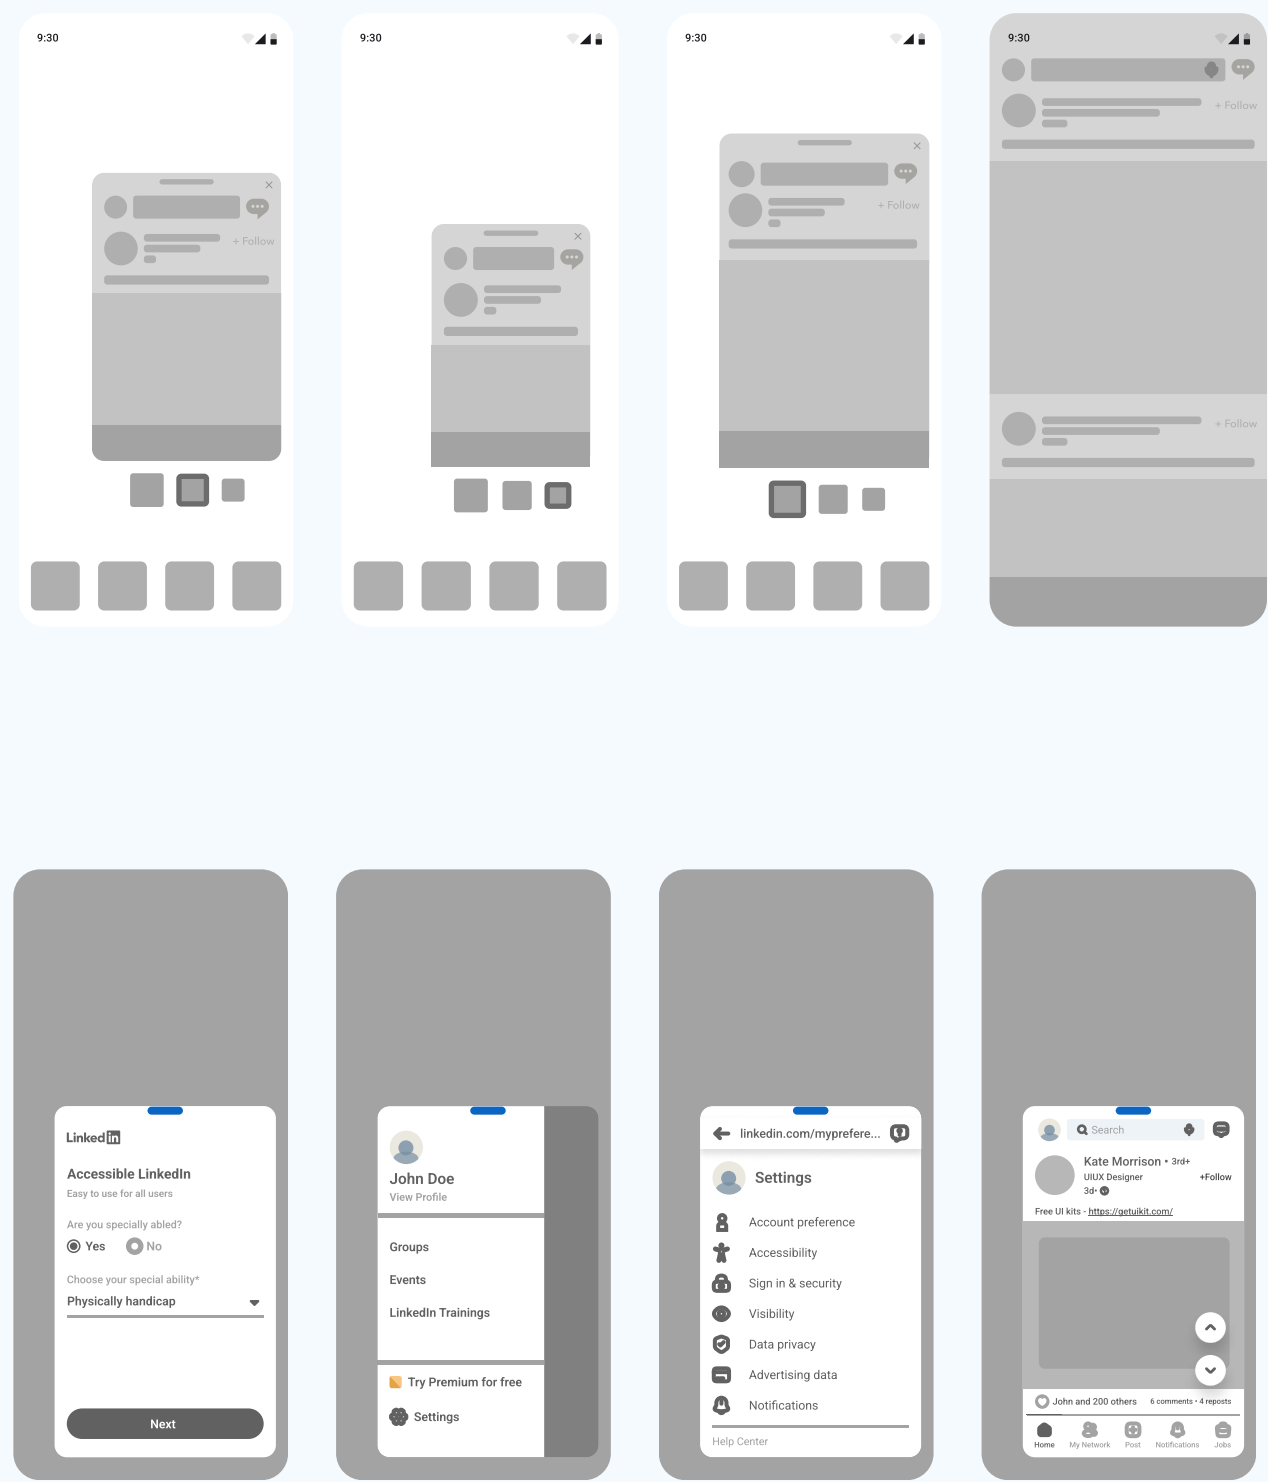 9:30
9:30
9:30
9:30
+ Follow
+ Follow
+ Follow
+ Follow
Linked in
Accessible LinkedIn
Easy to use for all users
Are you specially abled?
Yes
No
Choose your special ability*
Physically handicap
Next
John Doe
View Profile
Groups
Events
LinkedIn Trainings
Try Premium for free
Settings
linkedin.com/myprefere...
Settings
Account preference
Accessibility
Sign in & security
Visibility
Data privacy
Advertising data
Notifications
Help Center
Search
Kate Morrison • 3rd+
UIUX Designer
+Follow
3d•
Free UI kits - https://getuikit.com/
John and 200 others
6 comments • 4 reposts
Home
My Network
Post
Notifications
Jobs